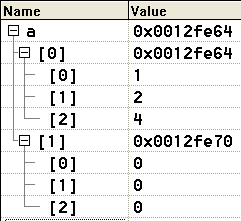 Name Value
a 0x0012fe64
[0] 0x0012fe64
[0] 1
[1] 2
[2] 4
[1] 0x0012fe70
[0] 0
[1] 0
[2] 0